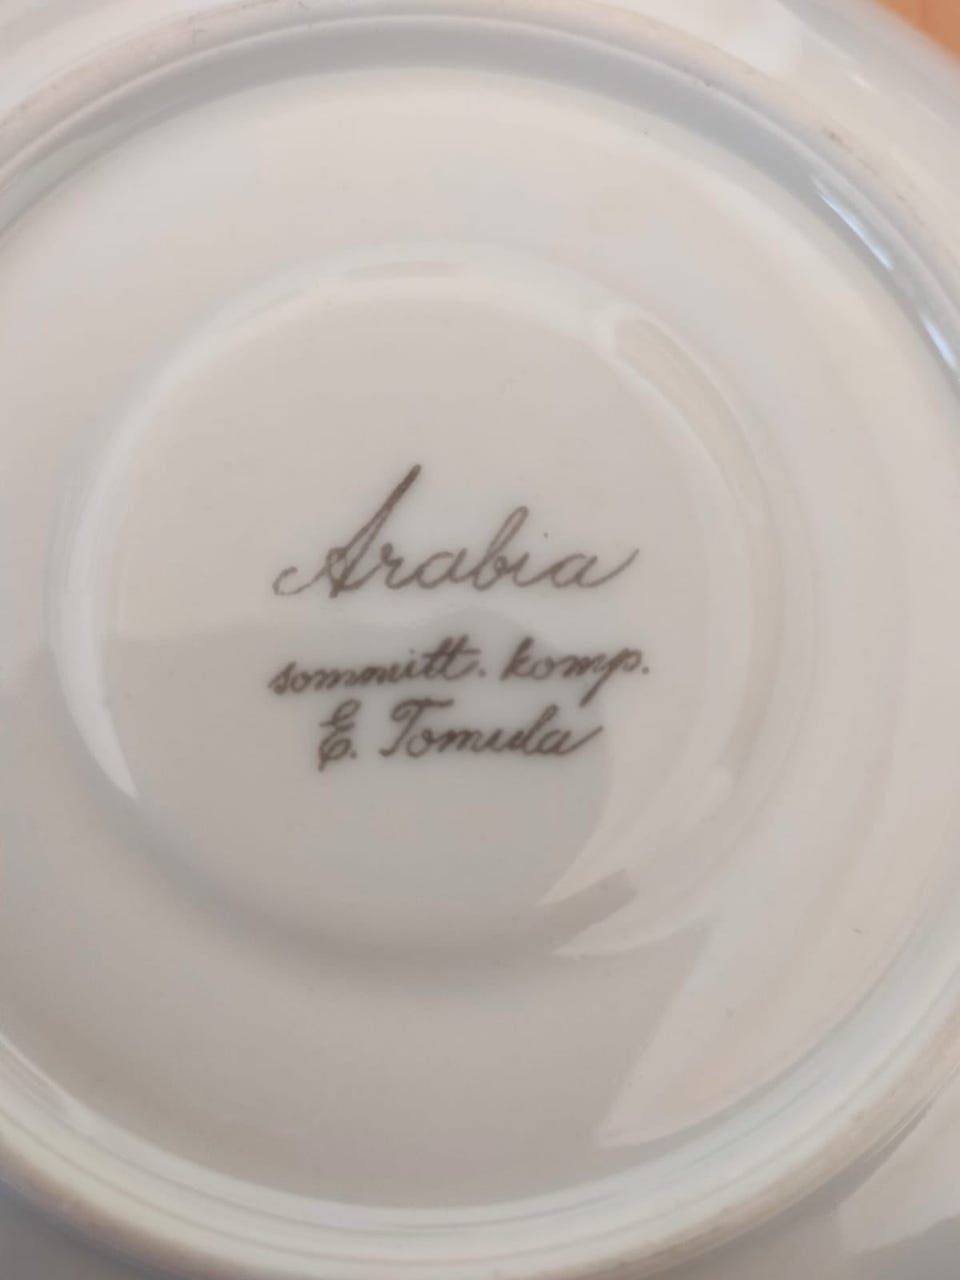 Arabia
sommitt. komp.
E. Tomula